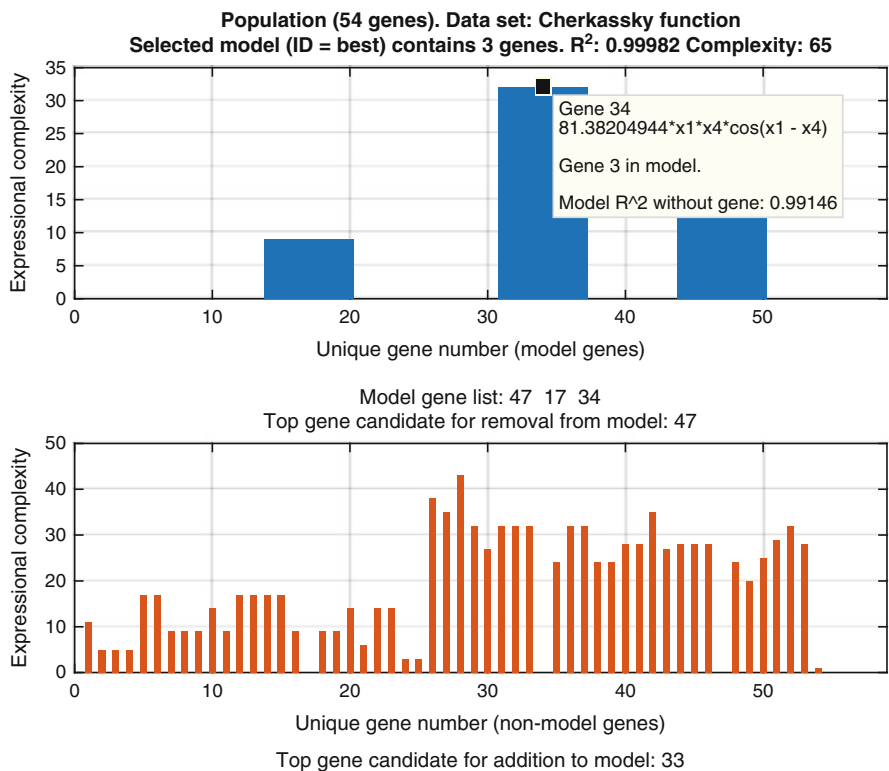 Population (54 genes). Data set: Cherkassky function
Selected model (ID = best) contains 3 genes. R²: 0.99982 Complexity: 65
35
30
25
20
15
10
5
0
Expressional complexity
Gene 34
81.38204944*x1*x4*cos(x1 - x4)
Gene 3 in model.
Model R^2 without gene: 0.99146
0 10 20 30 40 50
Unique gene number (model genes)
Model gene list: 47 17 34
Top gene candidate for removal from model: 47
50
40
30
20
10
0
Expressional complexity
0 10 20 30 40 50
Unique gene number (non-model genes)
Top gene candidate for addition to model: 33